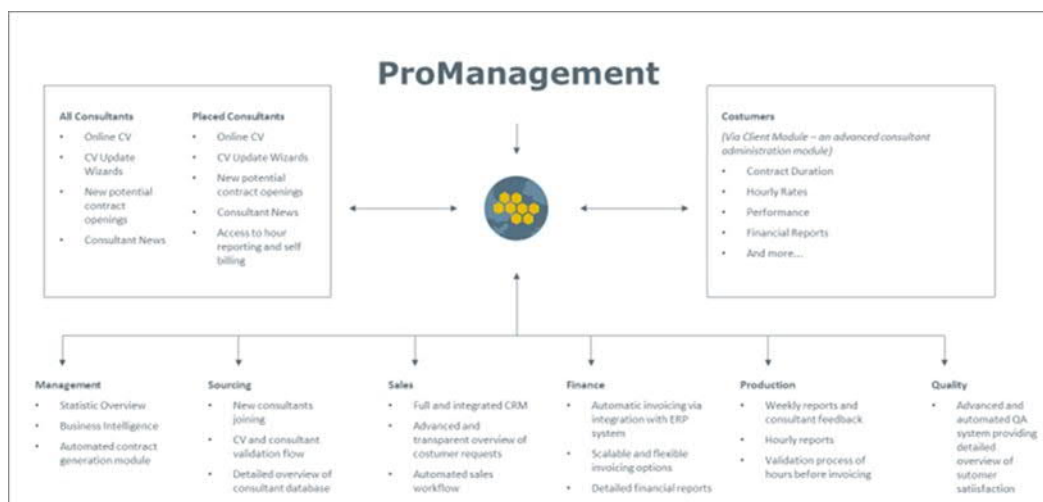 ProManagement
All Consultants
• Online CV
• CV Update
Wizards
• New potential
contract
openings
• Consultant News
Placed Consultants
• Online CV
• CV Update Wizards
• New potential
contract openings
• Consultant News
• Access to hour
reporting and self
billing
Costumers
(Via Client Module – an advanced consultant
administration module)
• Contract Duration
• Hourly Rates
• Performance
• Financial Reports
• And more...
Management
• Statistic Overview
• Business Intelligence
• Automated contract
generation module
Sourcing
• New consultants
joining
• CV and consultant
validation flow
• Detailed overview of
consultant database
Sales
• Full and integrated CRM
• Advanced and
transparent overview of
costumer requests
• Automated sales
workflow
Finance
• Automatic invoicing via
integration with ERP
system
• Scalable and flexible
invoicing options
• Detailed financial reports
Production
• Weekly reports and
consultant feedback
• Hourly reports
• Validation process of
hours before invoicing
Quality
• Advanced and
automated QA
system providing
detailed
overview of
sutomer
satiisfaction